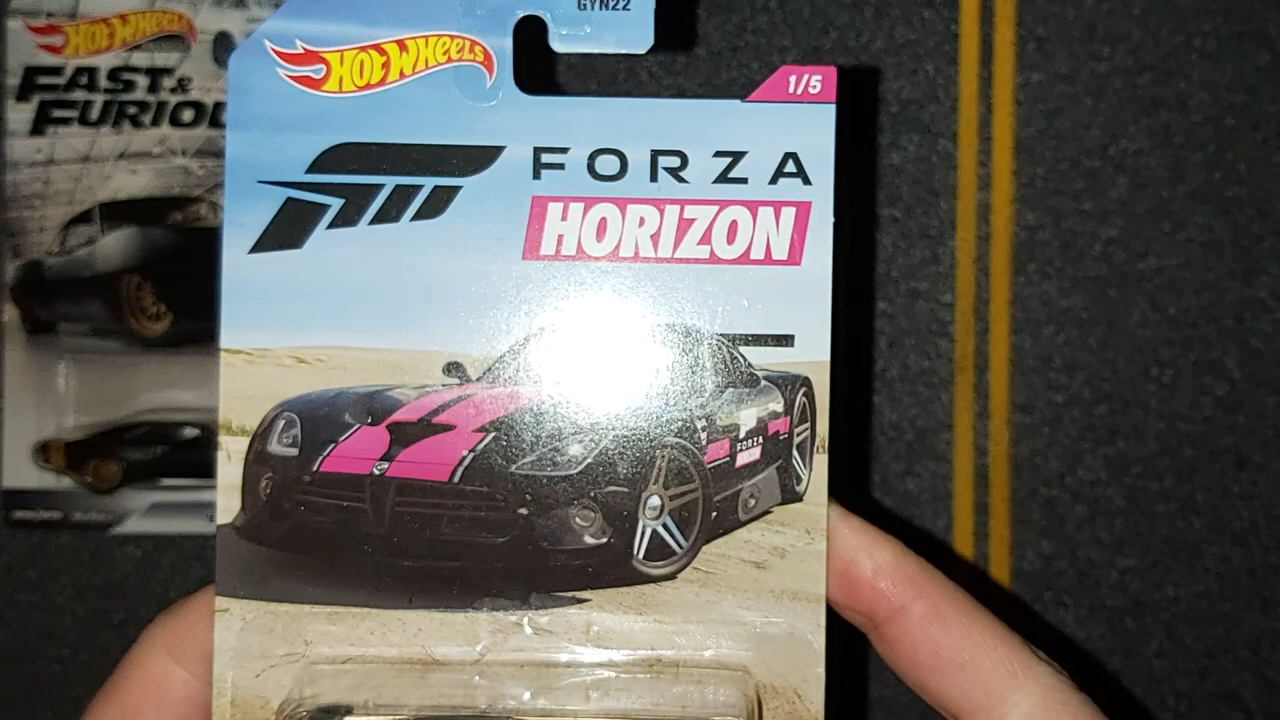 GYN22
HOT WHEELS
1/5
FORZA
HORIZON
FORZA
HOT WHEELS
FAST &
FURIOU